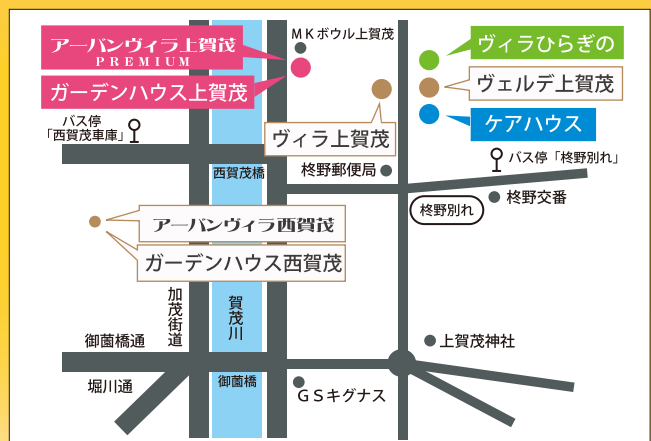 アーバンヴィラ上賀茂
PREMIUM
ガーデンハウス上賀茂
MKボウル上賀茂
ヴィラひらぎの
ヴェルデ上賀茂
ケアハウス
バス停
「西賀茂車庫」
ヴィラ上賀茂
西賀茂橋
柊野郵便局
バス停「柊野別れ」
柊野別れ
柊野交番
アーバンヴィラ西賀茂
ガーデンハウス西賀茂
加茂街道
賀茂川
御薗橋通
堀川通
御薗橋
上賀茂神社
GSキグナス